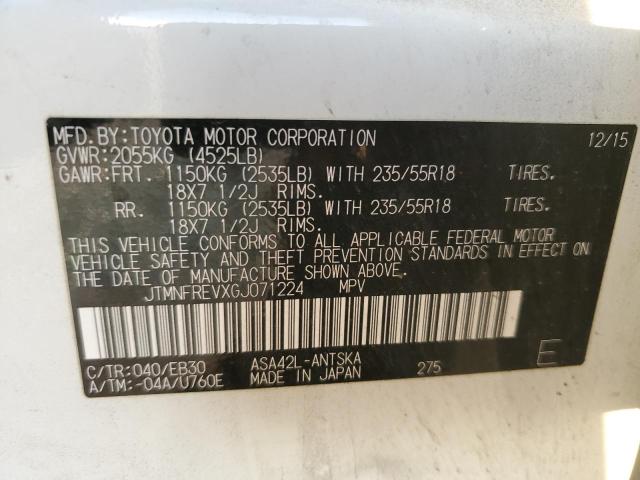 MFD.BY:TOYOTA MOTOR CORPORATION 12/15
GVWR:2055KG (4525LB)
GAWR:FRT. 1150KG (2535LB) WITH 235/55R18 TIRES.
18X7 1/2J RIMS.
RR. 1150KG (2535LB) WITH 235/55R18 TIRES.
18X7 1/2J RIMS.
THIS VEHICLE CONFORMS TO ALL APPLICABLE FEDERAL MOTOR
VEHICLE SAFETY AND THEFT PREVENTION STANDARDS IN EFFECT ON
THE DATE OF MANUFACTURE SHOWN ABOVE.
JTMNFREVXGJ071224 MPV
C/TR:040/EB30 ASA42L-ANTSKA 275 E
A/TM:-04A/U760E MADE IN JAPAN